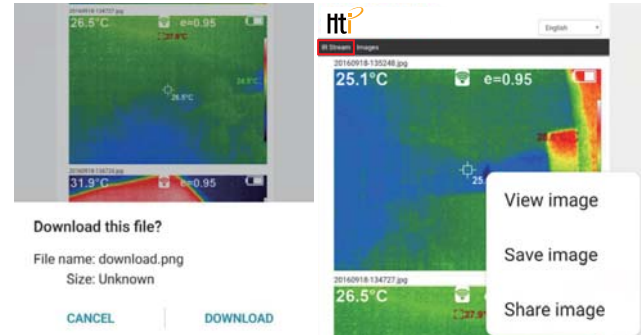 20160918-134727.jpg
26.5°C
e=0.95
27.8°C
24.5°C
26.5°C
20160918-134724.jpg
31.9°C
e=0.95
Download this file?
File name: download.png
Size: Unknown
CANCEL
DOWNLOAD
Hti
English
IR Stream
Images
20160918-135248.jpg
25.1°C
e=0.95
25.
View image
Save image
Share image
20160918-134727.jpg
26.5°C
27.9°